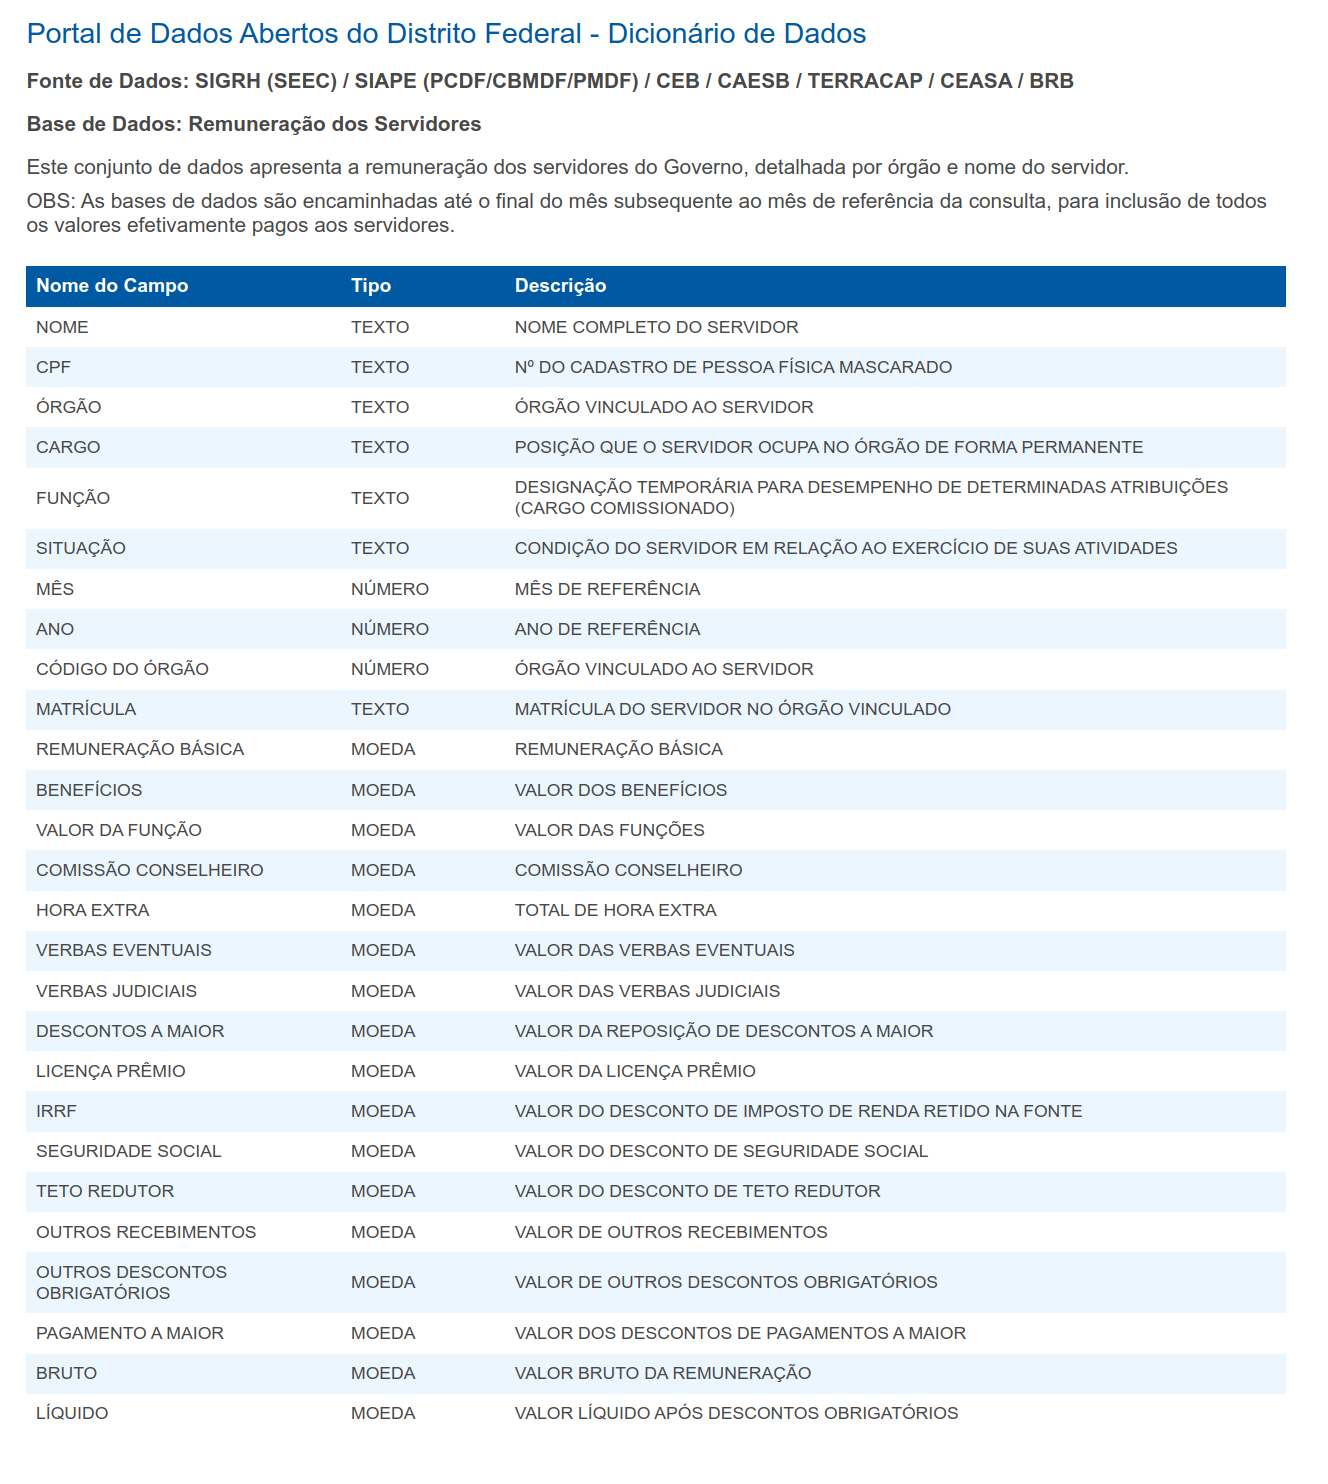 Portal de Dados Abertos do Distrito Federal - Dicionário de Dados
Fonte de Dados: SIGRH (SEEC) / SIAPE (PCDF/CBMDF/PMDF) / CEB / CAESB / TERRACAP / CEASA / BRB
Base de Dados: Remuneração dos Servidores
Este conjunto de dados apresenta a remuneração dos servidores do Governo, detalhada por órgão e nome do servidor.
OBS: As bases de dados são encaminhadas até o final do mês subsequente ao mês de referência da consulta, para inclusão de todos
os valores efetivamente pagos aos servidores.
Nome do Campo Tipo Descrição
NOME TEXTO NOME COMPLETO DO SERVIDOR
CPF TEXTO Nº DO CADASTRO DE PESSOA FÍSICA MASCARADO
ÓRGÃO TEXTO ÓRGÃO VINCULADO AO SERVIDOR
CARGO TEXTO POSIÇÃO QUE O SERVIDOR OCUPA NO ÓRGÃO DE FORMA PERMANENTE
FUNÇÃO TEXTO DESIGNAÇÃO TEMPORÁRIA PARA DESEMPENHO DE DETERMINADAS ATRIBUIÇÕES
(CARGO COMISSIONADO)
SITUAÇÃO TEXTO CONDIÇÃO DO SERVIDOR EM RELAÇÃO AO EXERCÍCIO DE SUAS ATIVIDADES
MÊS NÚMERO MÊS DE REFERÊNCIA
ANO NÚMERO ANO DE REFERÊNCIA
CÓDIGO DO ÓRGÃO NÚMERO ÓRGÃO VINCULADO AO SERVIDOR
MATRÍCULA TEXTO MATRÍCULA DO SERVIDOR NO ÓRGÃO VINCULADO
REMUNERAÇÃO BÁSICA MOEDA REMUNERAÇÃO BÁSICA
BENEFÍCIOS MOEDA VALOR DOS BENEFÍCIOS
VALOR DA FUNÇÃO MOEDA VALOR DAS FUNÇÕES
COMISSÃO CONSELHEIRO MOEDA COMISSÃO CONSELHEIRO
HORA EXTRA MOEDA TOTAL DE HORA EXTRA
VERBAS EVENTUAIS MOEDA VALOR DAS VERBAS EVENTUAIS
VERBAS JUDICIAIS MOEDA VALOR DAS VERBAS JUDICIAIS
DESCONTOS A MAIOR MOEDA VALOR DA REPOSIÇÃO DE DESCONTOS A MAIOR
LICENÇA PRÊMIO MOEDA VALOR DA LICENÇA PRÊMIO
IRRF MOEDA VALOR DO DESCONTO DE IMPOSTO DE RENDA RETIDO NA FONTE
SEGURIDADE SOCIAL MOEDA VALOR DO DESCONTO DE SEGURIDADE SOCIAL
TETO REDUTOR MOEDA VALOR DO DESCONTO DE TETO REDUTOR
OUTROS RECEBIMENTOS MOEDA VALOR DE OUTROS RECEBIMENTOS
OUTROS DESCONTOS
OBRIGATÓRIOS MOEDA VALOR DE OUTROS DESCONTOS OBRIGATÓRIOS
PAGAMENTO A MAIOR MOEDA VALOR DOS DESCONTOS DE PAGAMENTOS A MAIOR
BRUTO MOEDA VALOR BRUTO DA REMUNERAÇÃO
LÍQUIDO MOEDA VALOR LÍQUIDO APÓS DESCONTOS OBRIGATÓRIOS